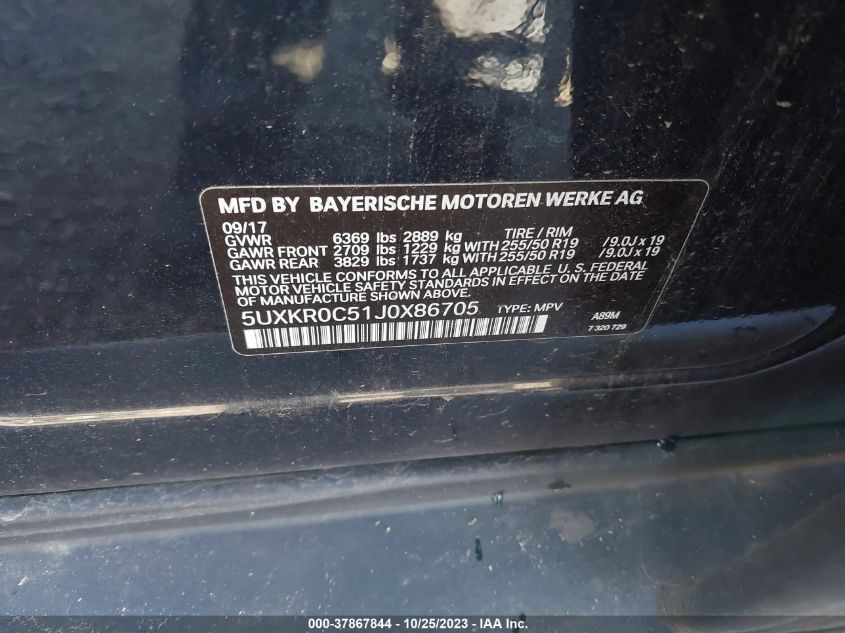 MFD BY BAYERISCHE MOTOREN WERKE AG
09/17 TIRE / RIM
GVWR 6369 lbs 2889 kg
GAWR FRONT 2709 lbs 1229 kg WITH 255/50 R19 /9.0J x 19
GAWR REAR 3829 lbs 1737 kg WITH 255/50 R19 /9.0J x 19
THIS VEHICLE CONFORMS TO ALL APPLICABLE U. S. FEDERAL
MOTOR VEHICLE SAFETY STANDARDS IN EFFECT ON THE DATE
OF MANUFACTURE SHOWN ABOVE.
5UXKR0C51J0X86705 TYPE: MPV A89M
7 320 729
000-37867844 - 10/25/2023 - IAA Inc.